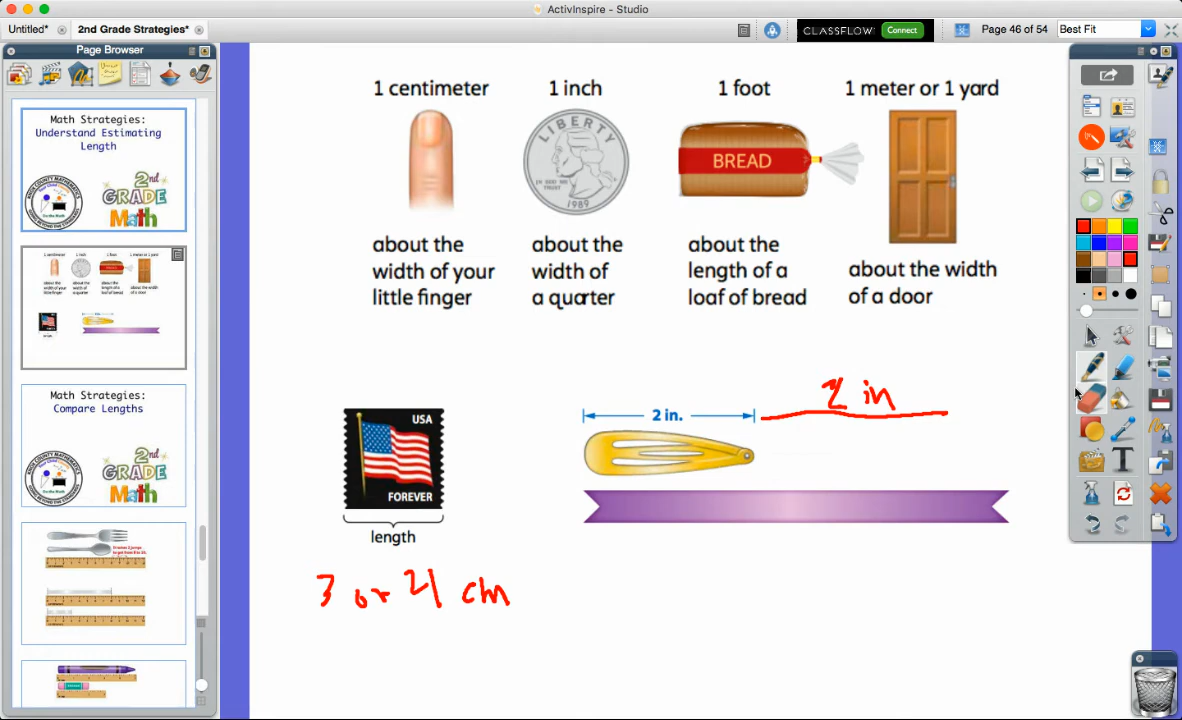 ActivInspire - Studio
Untitled*
2nd Grade Strategies*
CLASSFLOW
Connect
Page 46 of 54
Best Fit
Page Browser
Math Strategies:
Understand Estimating
Length
2nd
GRADE
Math
Math Strategies:
Compare Lengths
2nd
GRADE
Math
1 centimeter
1 inch
1 foot
1 meter or 1 yard
LIBERTY
1989
BREAD
about the
width of your
little finger
about the
width of
a quarter
about the
length of a
loaf of bread
about the width
of a door
USA
FOREVER
length
2 in.
2 in
3 or 4 cm